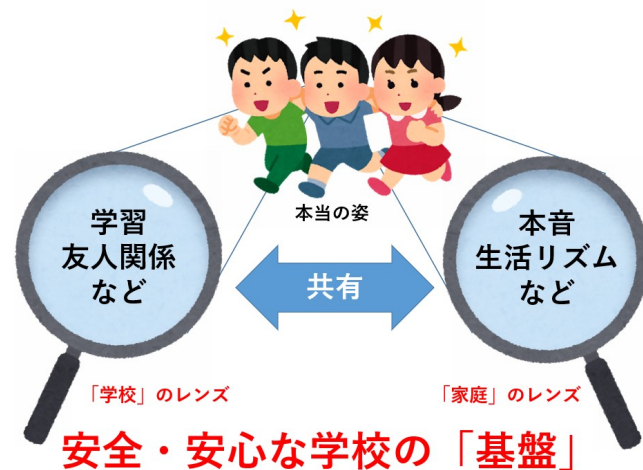 本当の姿
学習
友人関係
など
共有
本音
生活リズム
など
「学校」のレンズ
「家庭」のレンズ
安全・安心な学校の「基盤」